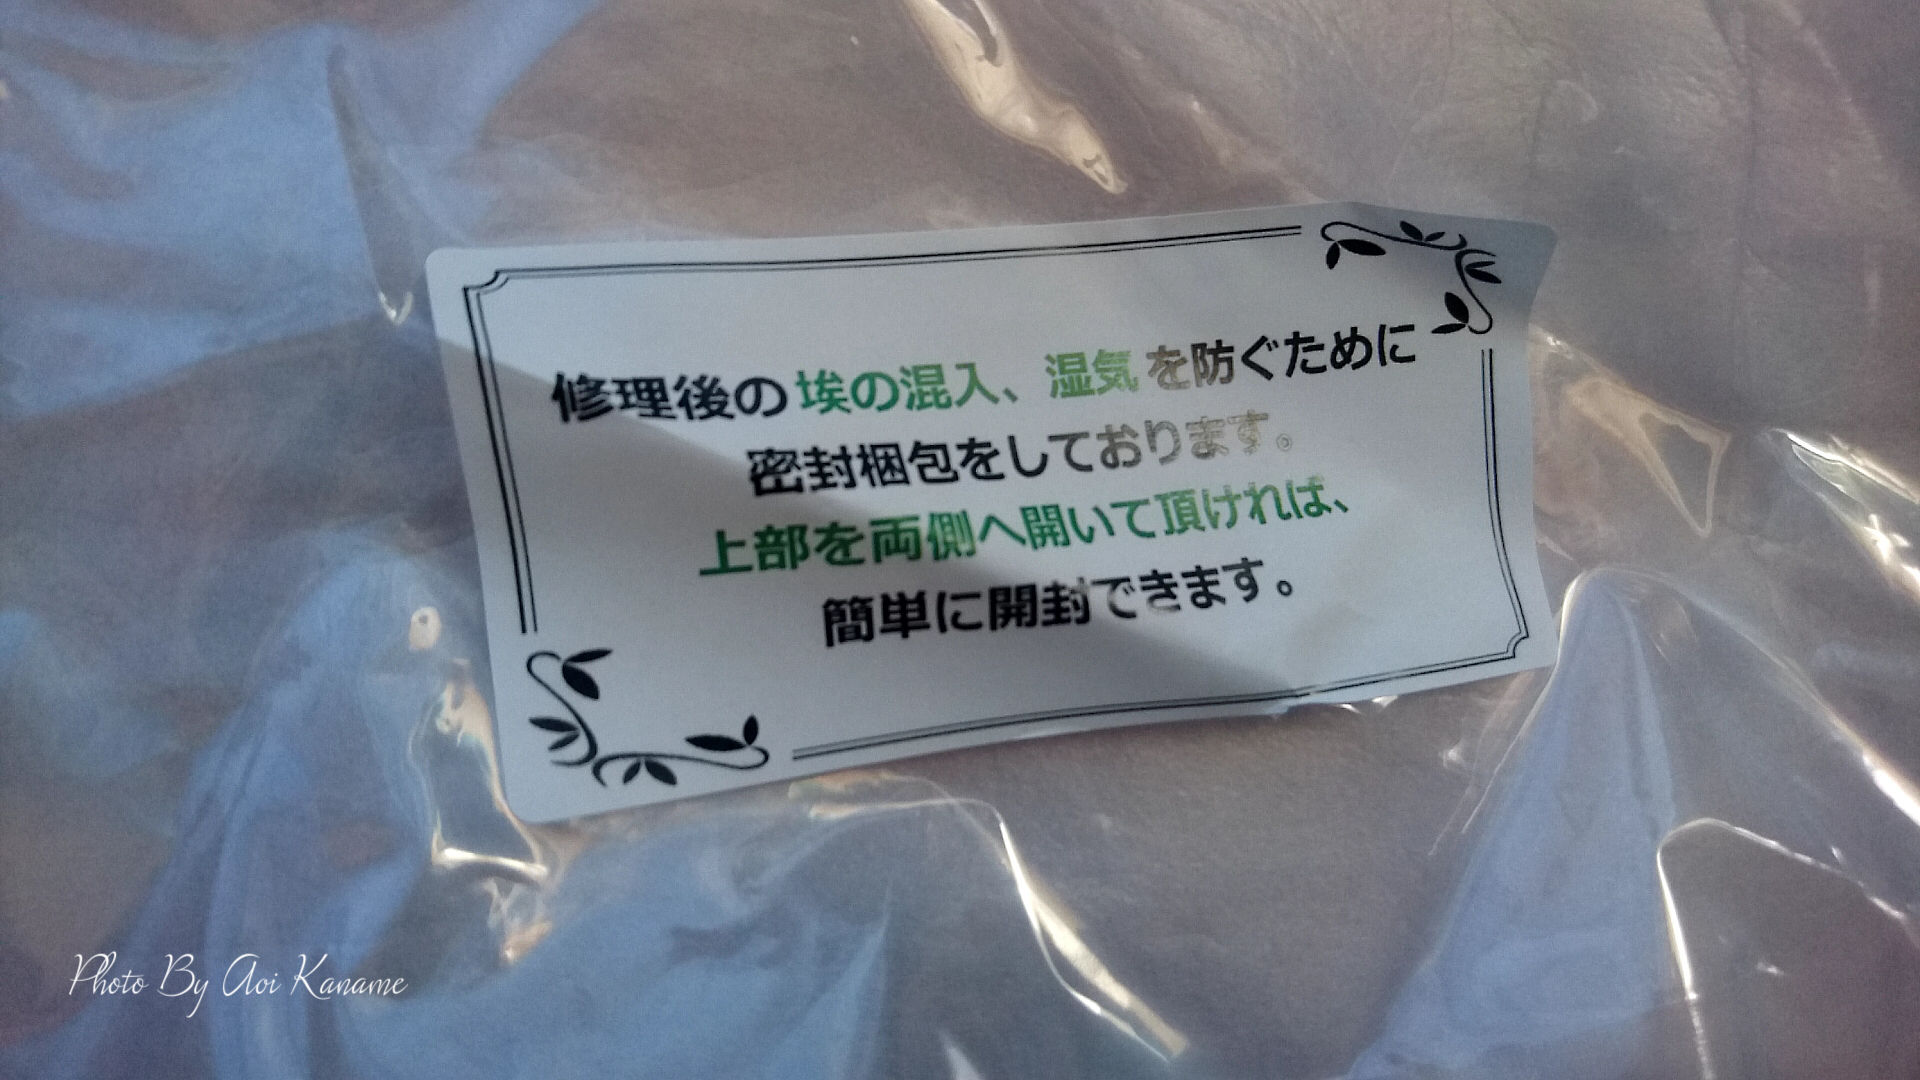 修理後の埃の混入、湿気を防ぐために
密封梱包をしております。
上部を両側へ開いて頂ければ、
簡単に開封できます。
Photo By Aoi Kaname